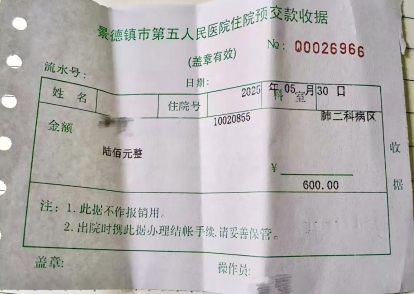 景德镇市第五人民医院住院预交款收据
(盖章有效)
No: 00026966
流水号:
日期: 2025 年 05 月 30 日
姓名 住院号 10020855 科室 肺二科病区
金额 陆佰元整
¥ 600.00
收据
注: 1. 此据不作报销用。
2. 出院时携此据办理结帐手续,请妥善保管。
盖章: 操作员: